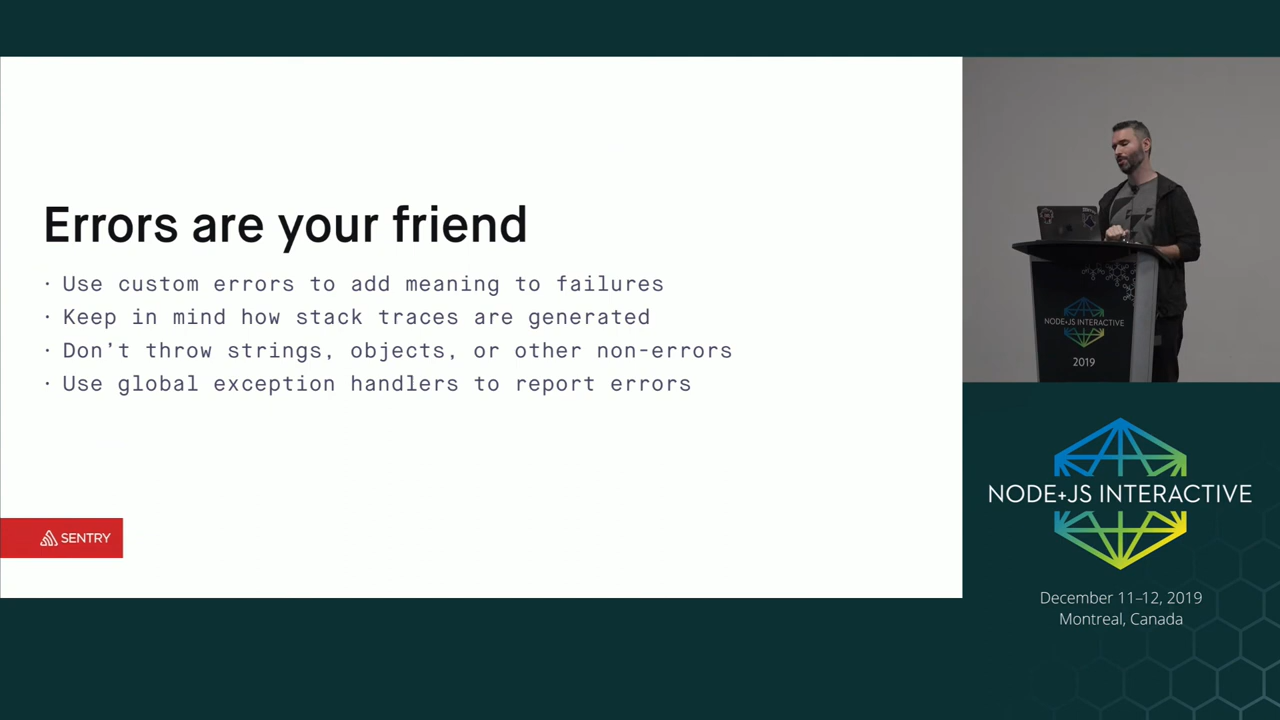 Errors are your friend
· Use custom errors to add meaning to failures
· Keep in mind how stack traces are generated
· Don’t throw strings, objects, or other non-errors
· Use global exception handlers to report errors
SENTRY
NODE+JS INTERACTIVE
2019
NODE+JS INTERACTIVE
December 11–12, 2019
Montreal, Canada